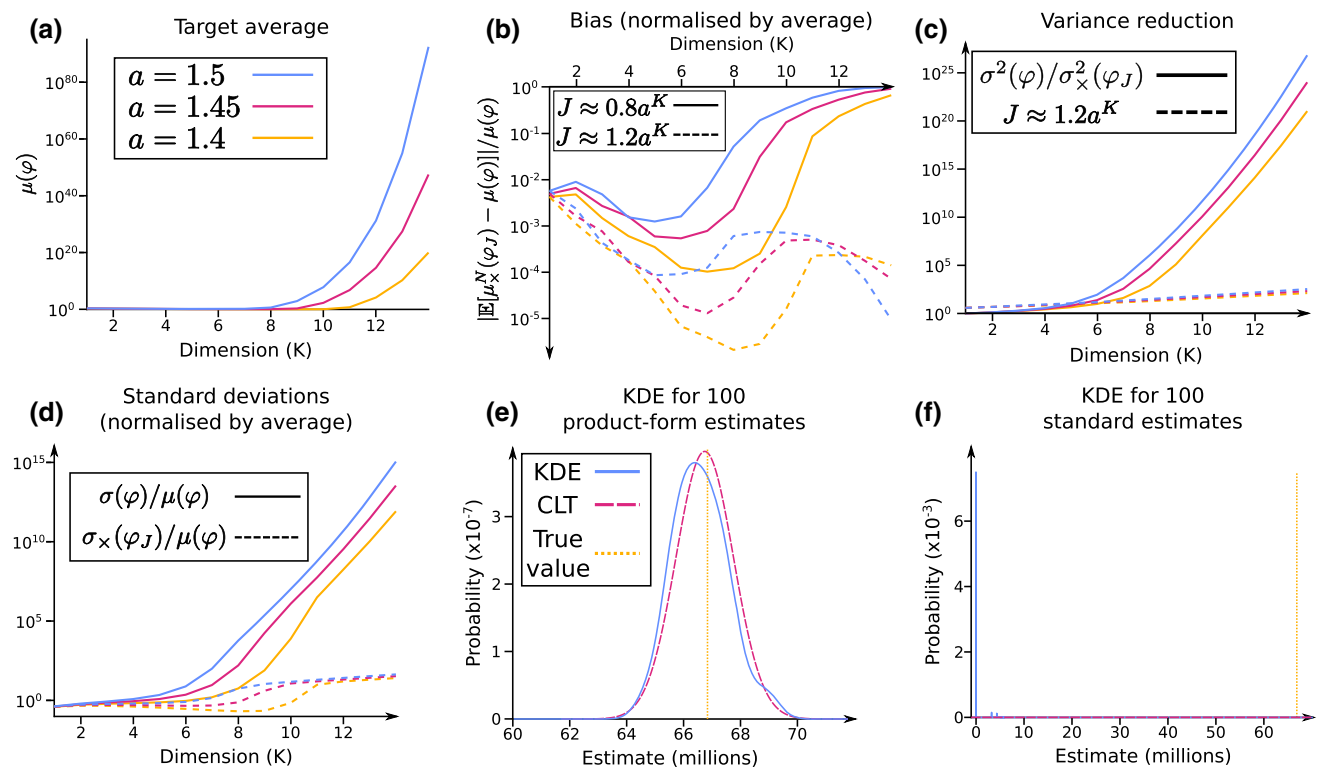 (a) Target average
10^80
10^60
10^40
10^20
10^0
μ(φ)
a = 1.5
a = 1.45
a = 1.4
2 4 6 8 10 12
Dimension (K)
(b) Bias (normalised by average)
Dimension (K)
2 4 6 8 10 12
10^0
10^-1
10^-2
10^-3
10^-4
10^-5
|E[μ_×^N(φ_J) − μ(φ)]|/μ(φ)
J ≈ 0.8a^K
J ≈ 1.2a^K
(c) Variance reduction
10^25
10^20
10^15
10^10
10^5
10^0
σ^2(φ)/σ_×^2(φ_J)
J ≈ 1.2a^K
2 4 6 8 10 12
Dimension (K)
(d) Standard deviations
(normalised by average)
10^15
10^10
10^5
10^0
σ(φ)/μ(φ)
σ_×(φ_J)/μ(φ)
2 4 6 8 10 12
Dimension (K)
(e) KDE for 100
product-form estimates
Probability (x10^-7)
3
2
1
0
KDE
CLT
True
value
60 62 64 66 68 70
Estimate (millions)
(f) KDE for 100
standard estimates
Probability (x10^-3)
6
4
2
0
0 10 20 30 40 50 60
Estimate (millions)